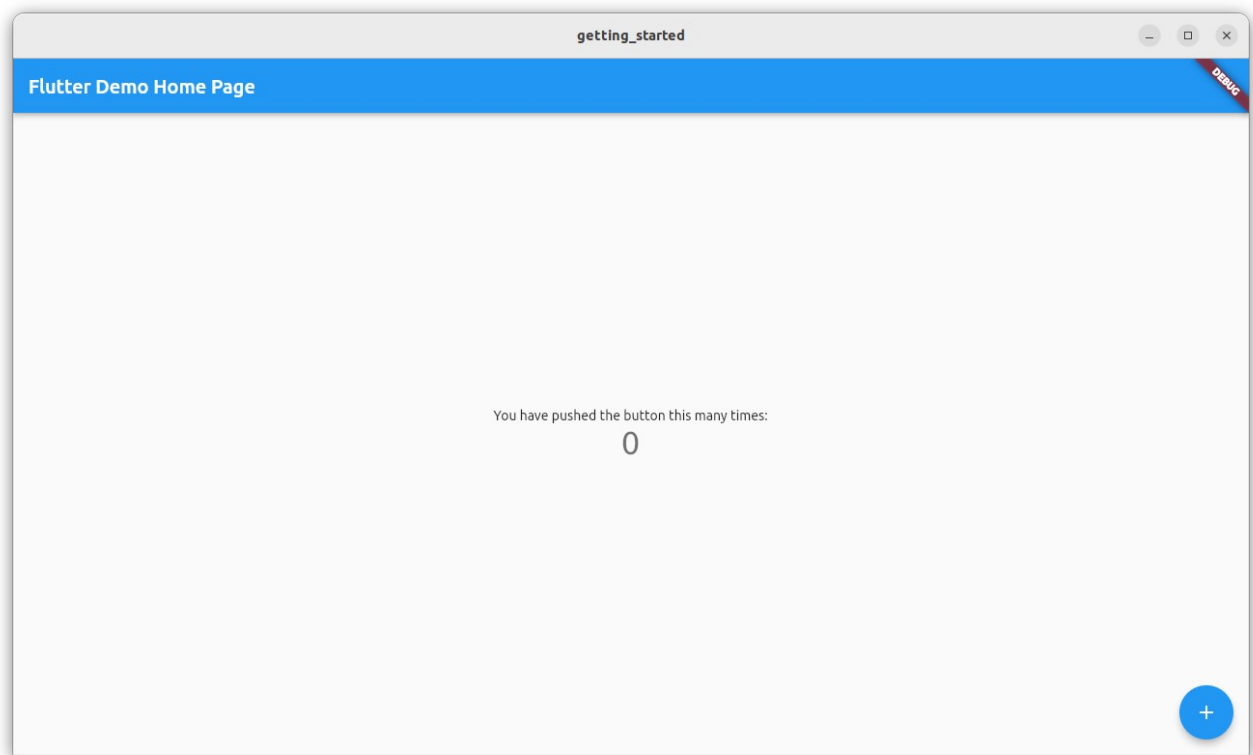 getting_started
Flutter Demo Home Page
DEBUG
You have pushed the button this many times:
0